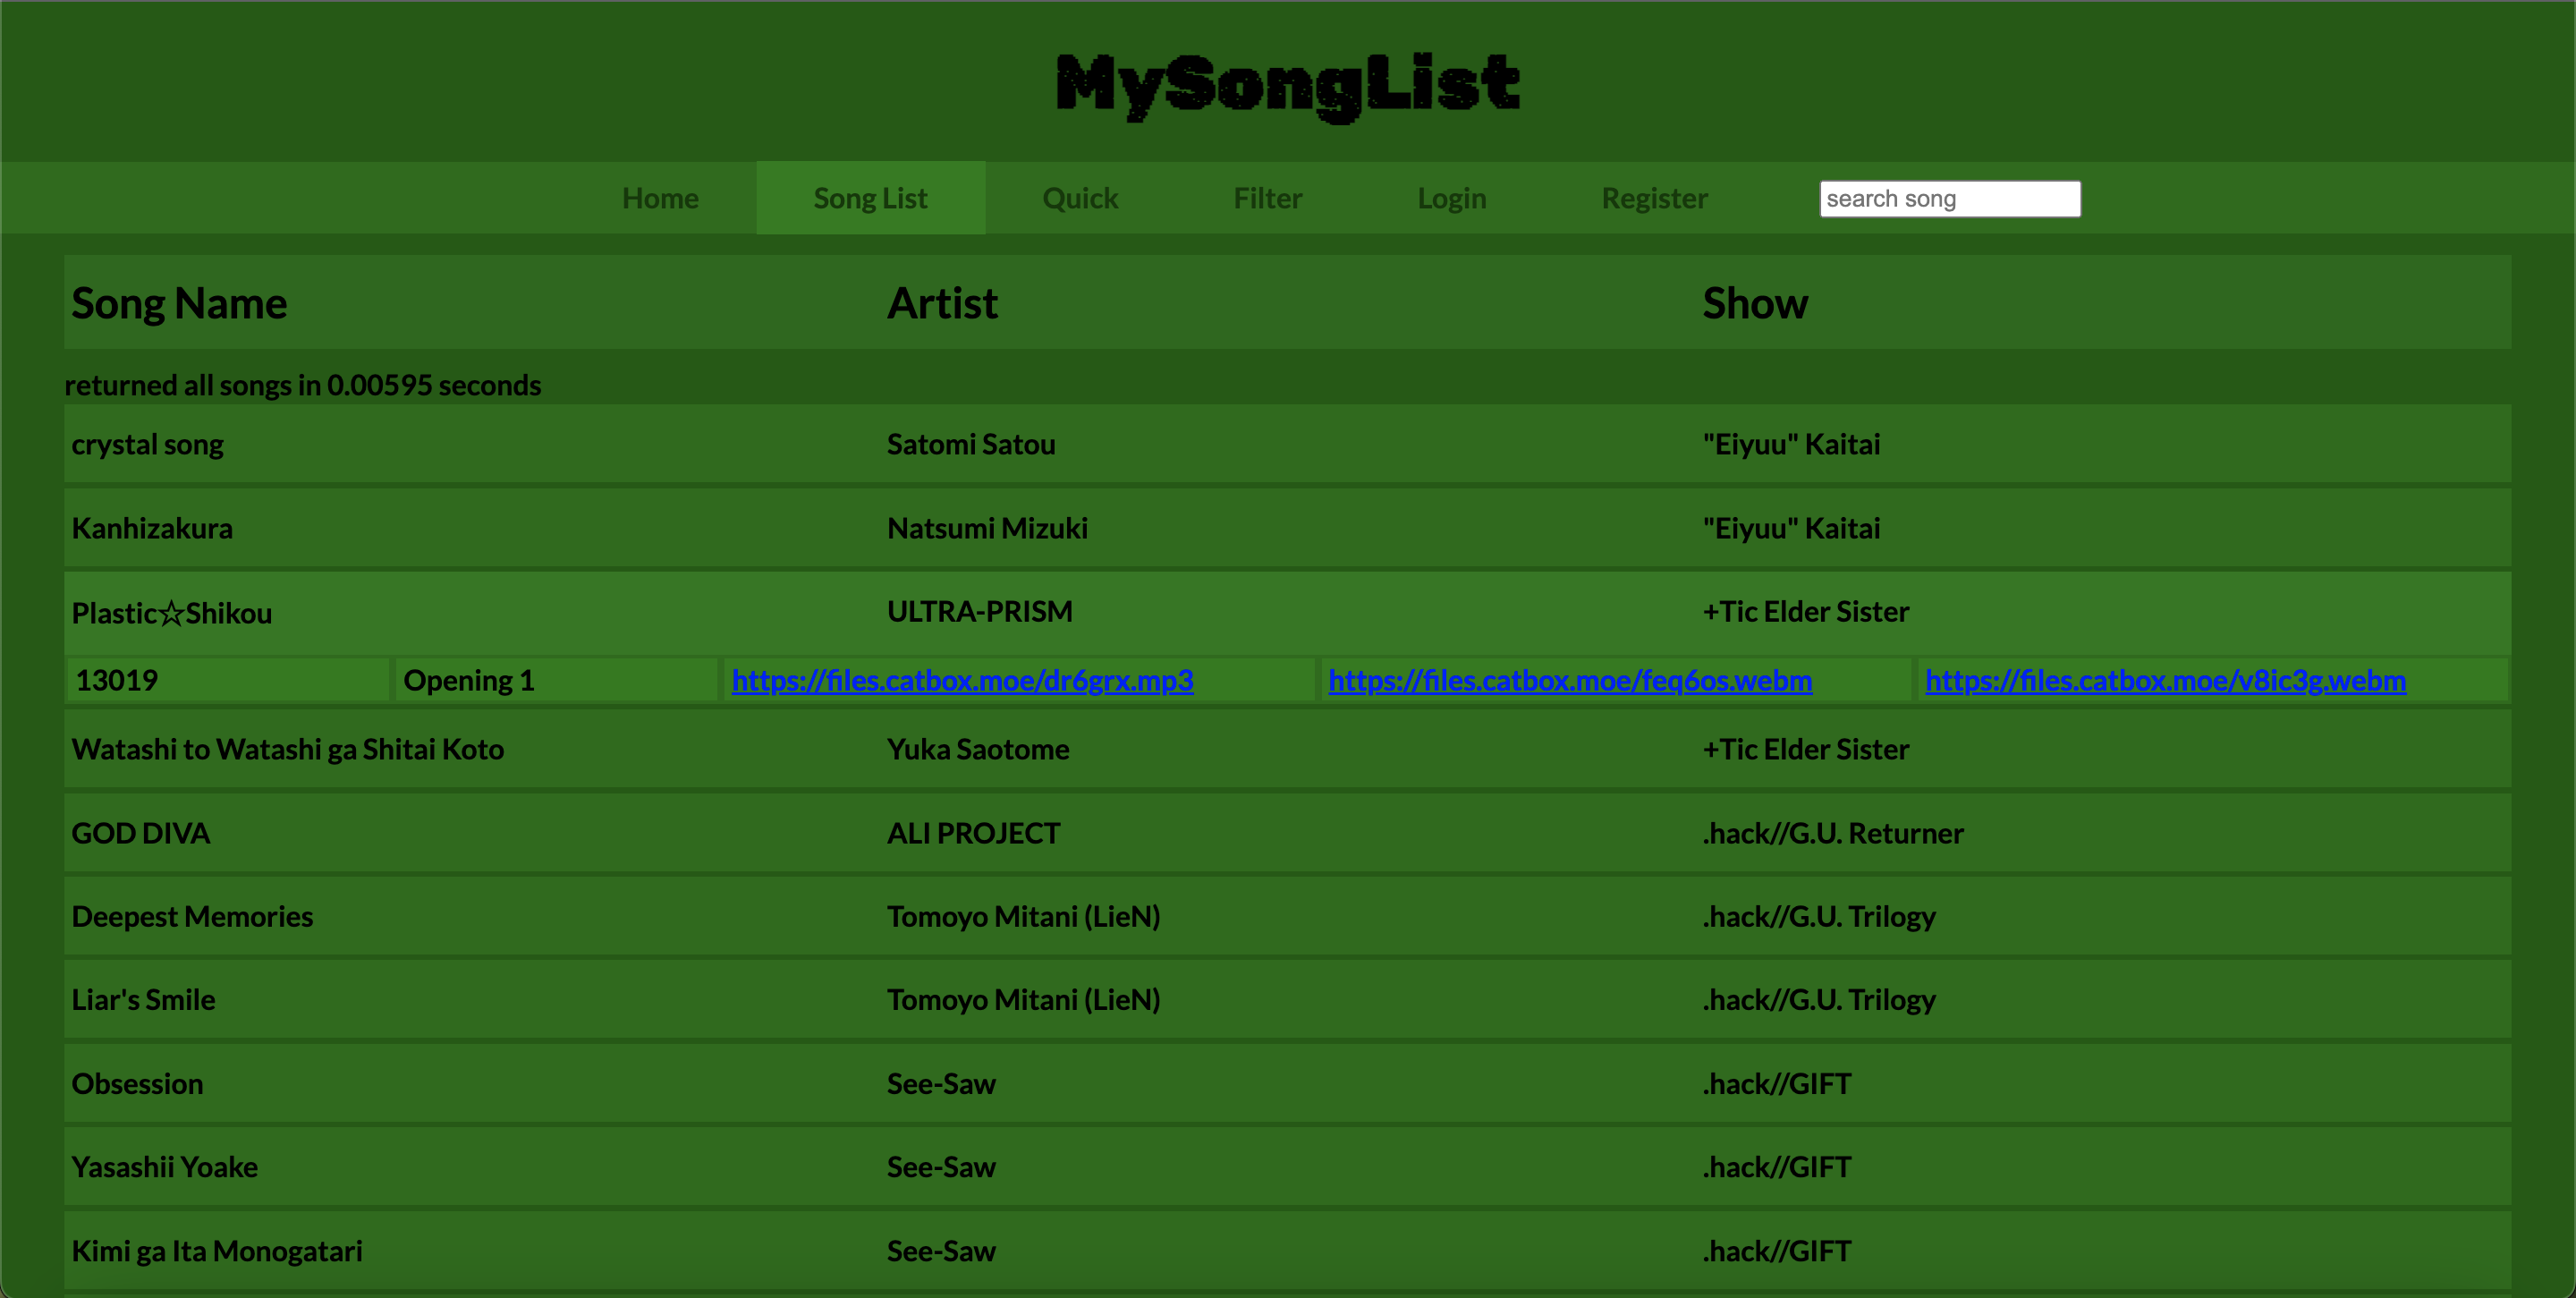 MySongList
Home Song List Quick Filter Login Register search song
Song Name Artist Show
returned all songs in 0.00595 seconds
crystal song Satomi Satou "Eiyuu" Kaitai
Kanhizakura Natsumi Mizuki "Eiyuu" Kaitai
Plastic☆Shikou ULTRA-PRISM +Tic Elder Sister
13019 Opening 1 https://files.catbox.moe/dr6grx.mp3 https://files.catbox.moe/feq6os.webm https://files.catbox.moe/v8ic3g.webm
Watashi to Watashi ga Shitai Koto Yuka Saotome +Tic Elder Sister
GOD DIVA ALI PROJECT .hack//G.U. Returner
Deepest Memories Tomoyo Mitani (LieN) .hack//G.U. Trilogy
Liar's Smile Tomoyo Mitani (LieN) .hack//G.U. Trilogy
Obsession See-Saw .hack//GIFT
Yasashii Yoake See-Saw .hack//GIFT
Kimi ga Ita Monogatari See-Saw .hack//GIFT